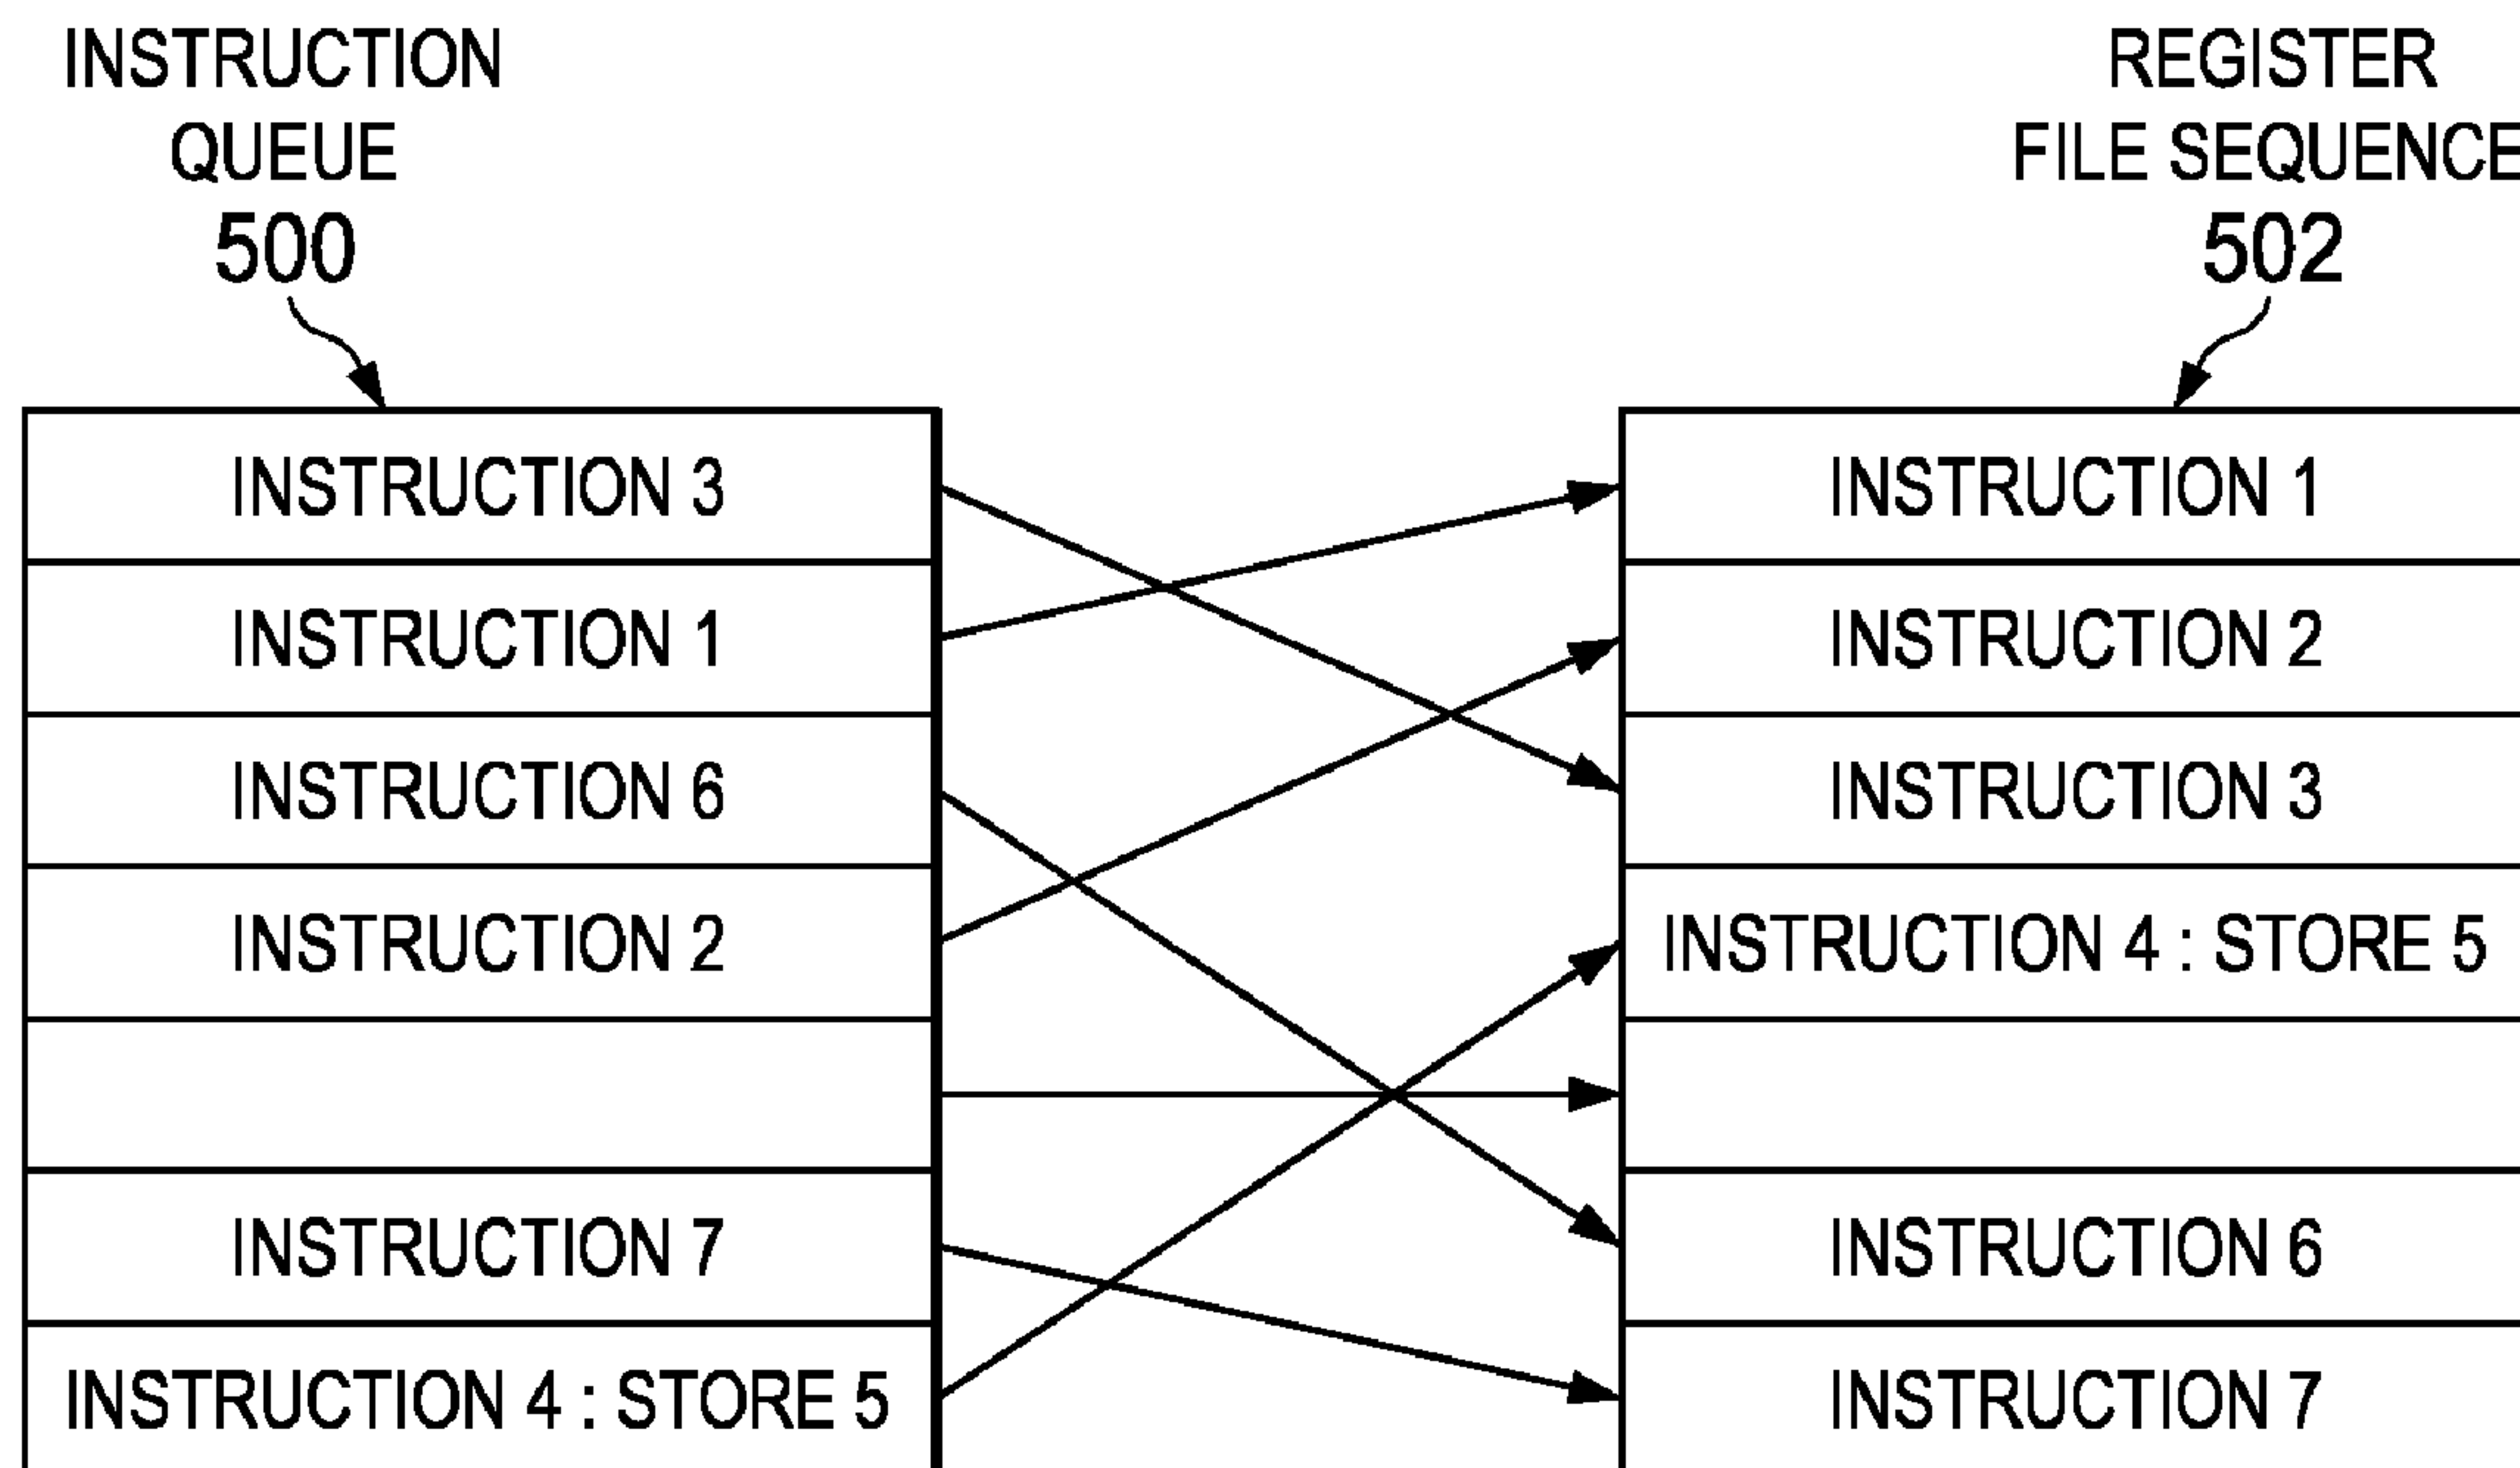 INSTRUCTION
QUEUE
500
INSTRUCTION 3
INSTRUCTION 1
INSTRUCTION 6
INSTRUCTION 2
INSTRUCTION 7
INSTRUCTION 4 : STORE 5
REGISTER
FILE SEQUENCE
502
INSTRUCTION 1
INSTRUCTION 2
INSTRUCTION 3
INSTRUCTION 4 : STORE 5
INSTRUCTION 6
INSTRUCTION 7